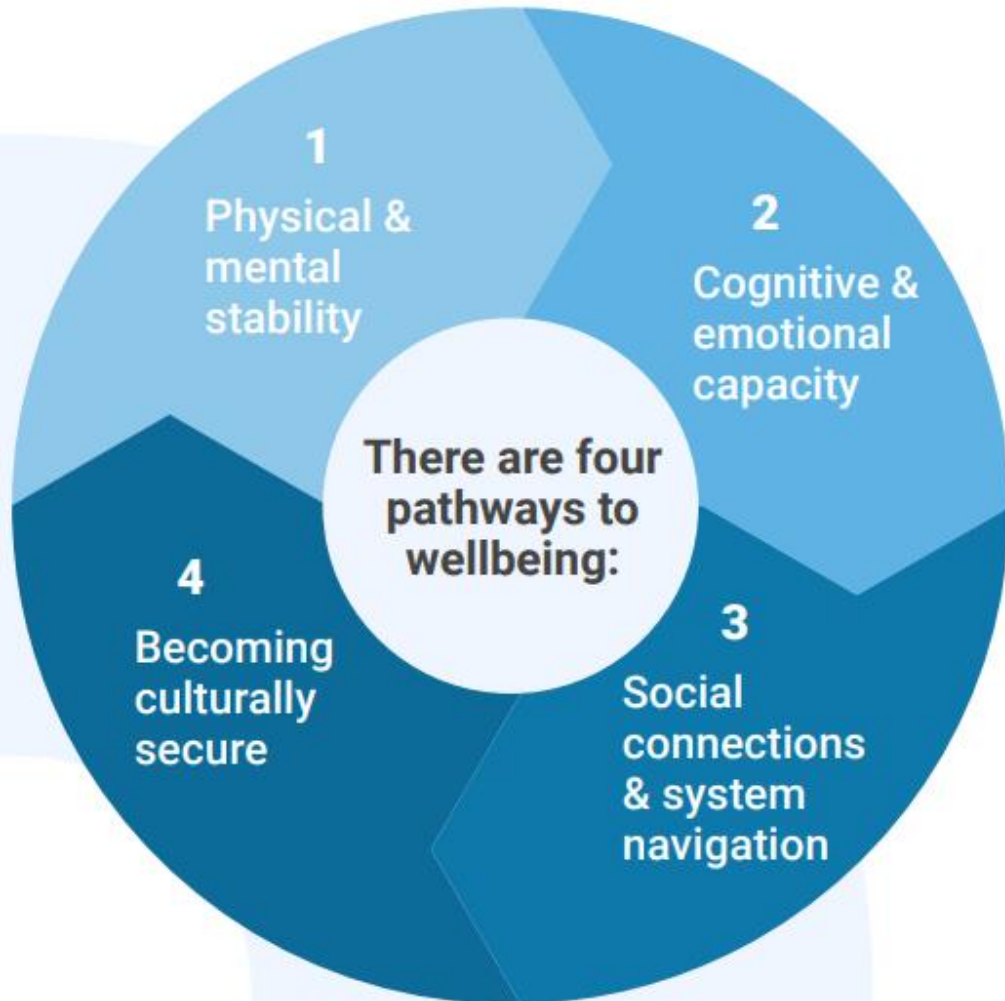 There are four
pathways to
wellbeing:
1
Physical &
mental
stability
2
Cognitive &
emotional
capacity
3
Social
connections
& system
navigation
4
Becoming
culturally
secure